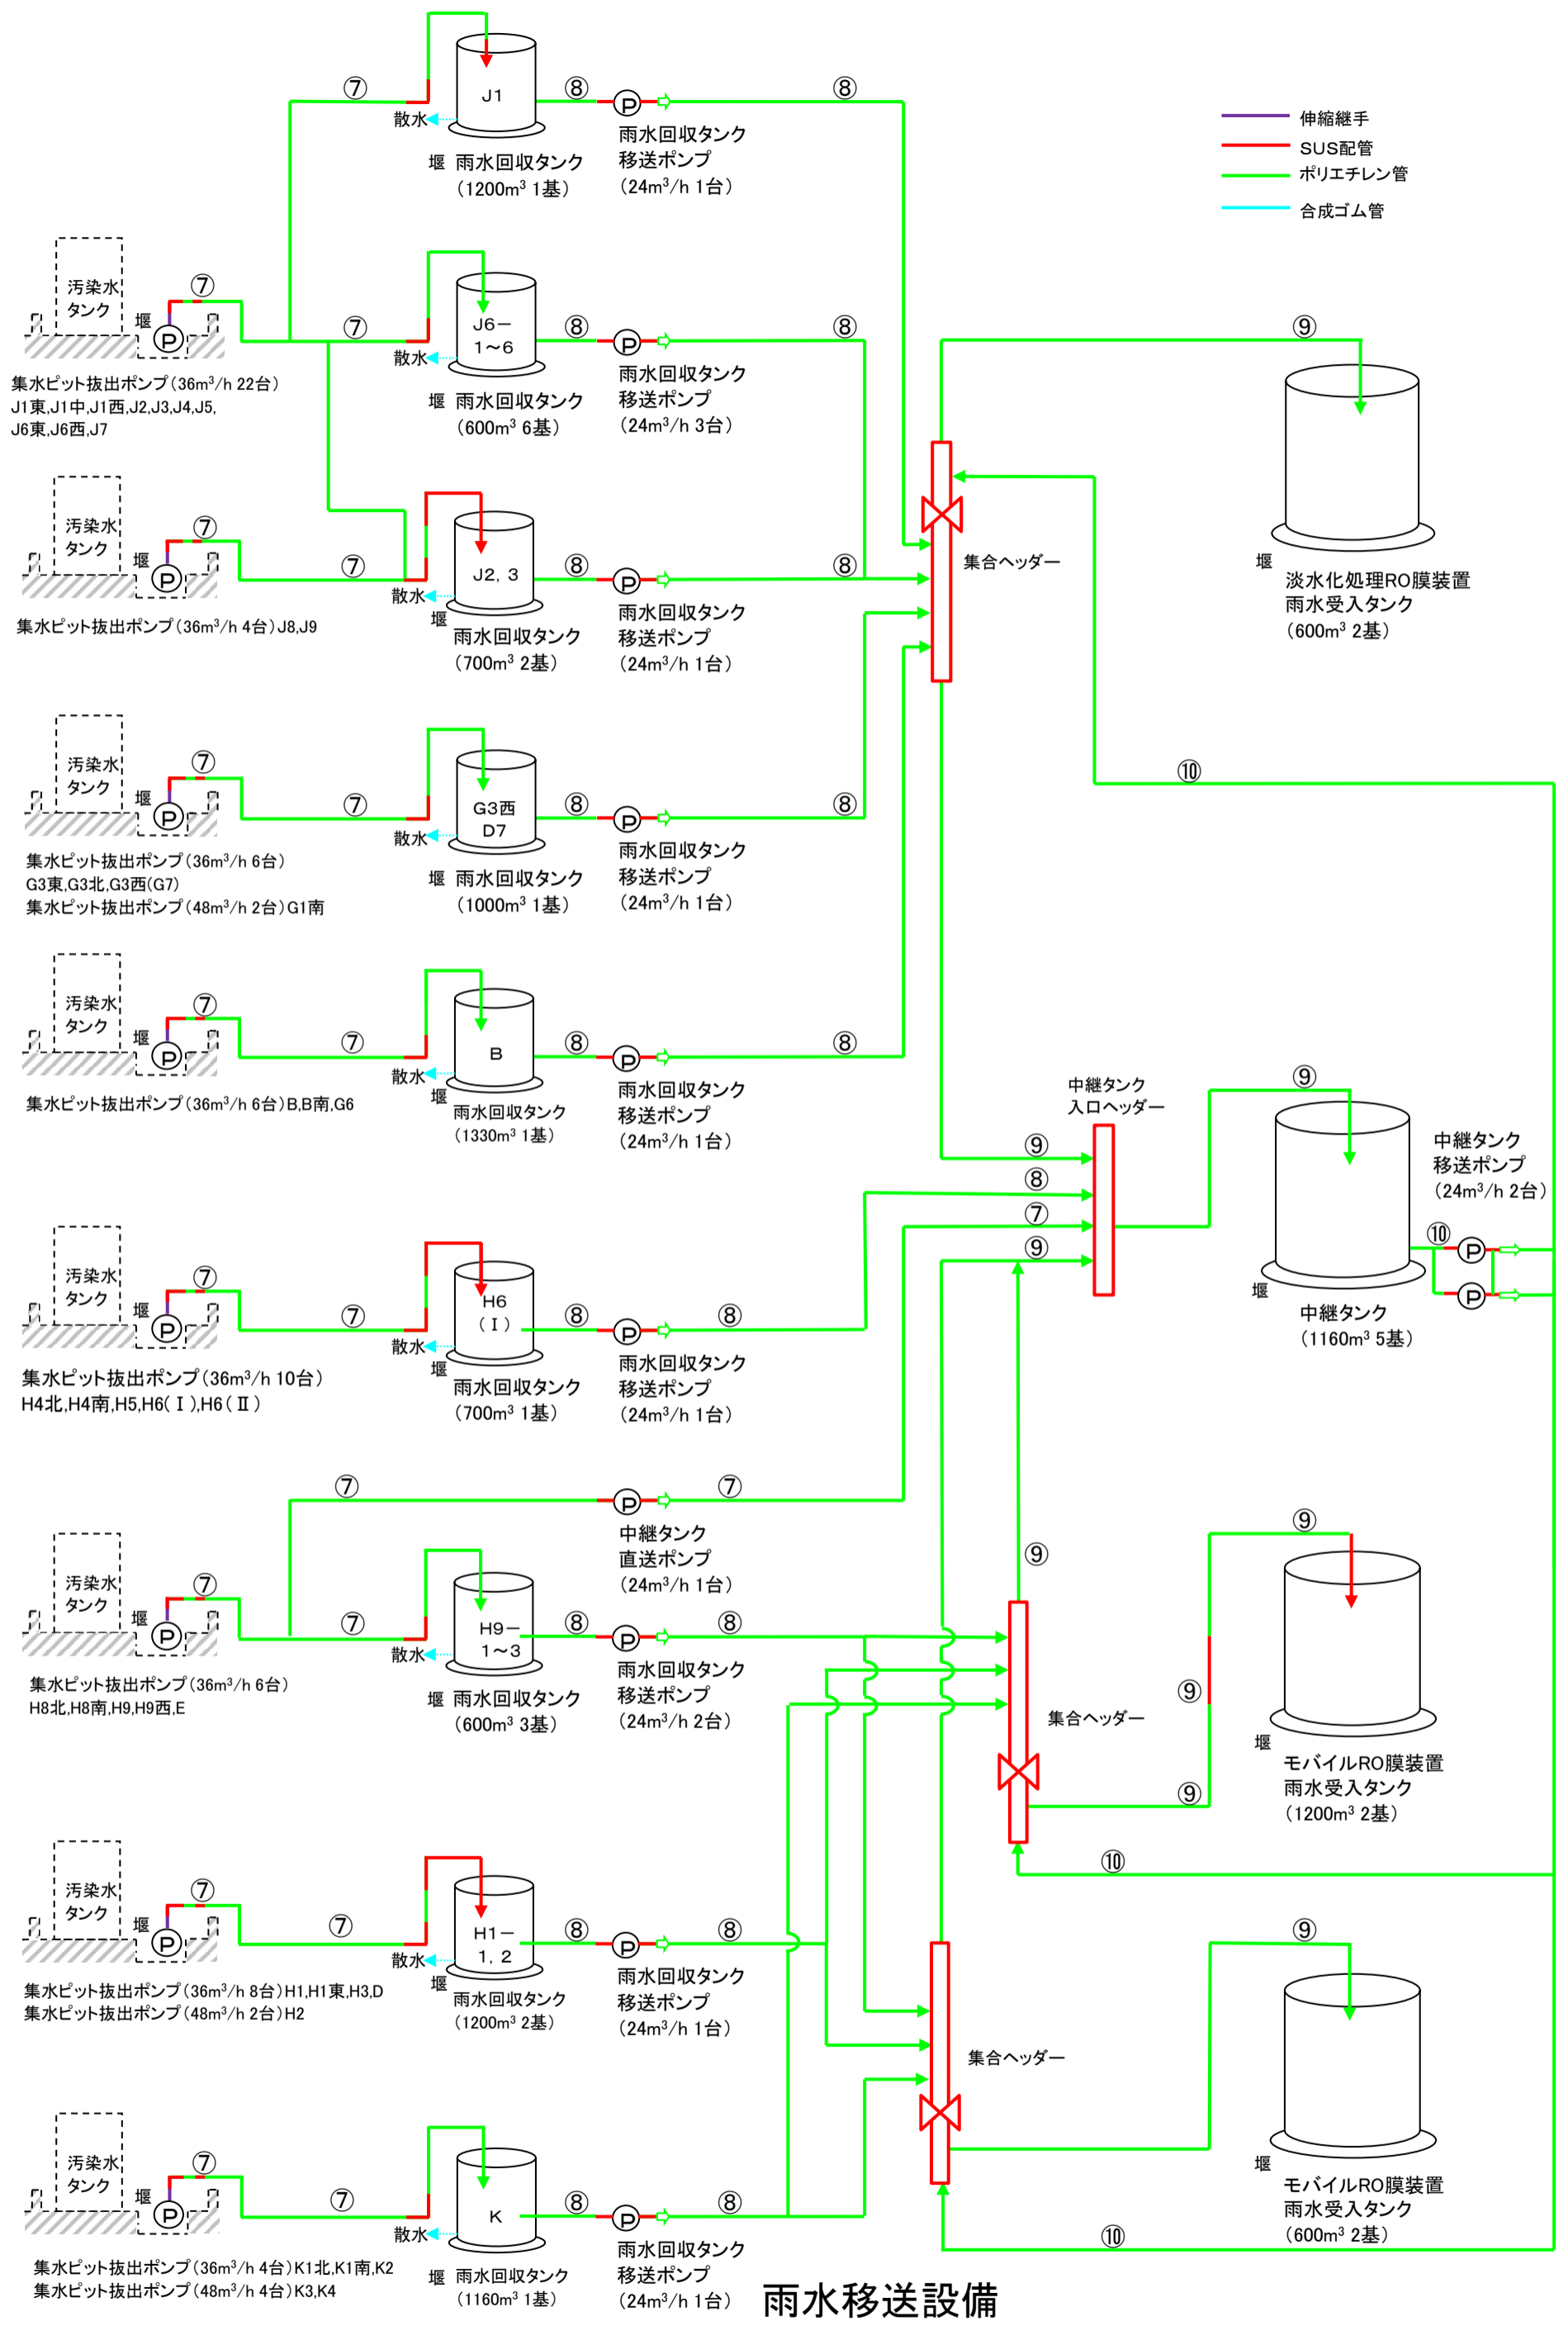 ⑦
J1
散水
堰
雨水回収タンク
(1200m³ 1基)
⑧
P
雨水回収タンク
移送ポンプ
(24m³/h 1台)
⑧
伸縮継手
SUS配管
ポリエチレン管
合成ゴム管
汚染水
タンク
堰
P
⑦
集水ピット抜出ポンプ(36m³/h 22台)
J1東,J1中,J1西,J2,J3,J4,J5,
J6東,J6西,J7
⑦
J6－
1～6
散水
堰
雨水回収タンク
(600m³ 6基)
⑧
P
雨水回収タンク
移送ポンプ
(24m³/h 3台)
⑧
汚染水
タンク
堰
P
⑦
集水ピット抜出ポンプ(36m³/h 4台)J8,J9
⑦
J2, 3
散水
堰
雨水回収タンク
(700m³ 2基)
⑧
P
雨水回収タンク
移送ポンプ
(24m³/h 1台)
⑧
集合ヘッダー
⑨
堰
淡水化処理RO膜装置
雨水受入タンク
(600m³ 2基)
⑩
汚染水
タンク
堰
P
⑦
集水ピット抜出ポンプ(36m³/h 6台)
G3東,G3北,G3西(G7)
集水ピット抜出ポンプ(48m³/h 2台)G1南
⑦
G3西
D7
散水
堰
雨水回収タンク
(1000m³ 1基)
⑧
P
雨水回収タンク
移送ポンプ
(24m³/h 1台)
⑧
汚染水
タンク
堰
P
⑦
集水ピット抜出ポンプ(36m³/h 6台)B,B南,G6
⑦
B
散水
堰
雨水回収タンク
(1330m³ 1基)
⑧
P
雨水回収タンク
移送ポンプ
(24m³/h 1台)
⑧
中継タンク
入口ヘッダー
⑨
⑧
⑦
⑨
⑨
堰
中継タンク
(1160m³ 5基)
中継タンク
移送ポンプ
(24m³/h 2台)
⑩
P
P
汚染水
タンク
堰
P
⑦
集水ピット抜出ポンプ(36m³/h 10台)
H4北,H4南,H5,H6(Ⅰ),H6(Ⅱ)
⑦
H6
(Ⅰ)
散水
堰
雨水回収タンク
(700m³ 1基)
⑧
P
雨水回収タンク
移送ポンプ
(24m³/h 1台)
⑧
⑦
P
中継タンク
直送ポンプ
(24m³/h 1台)
⑦
汚染水
タンク
堰
P
⑦
集水ピット抜出ポンプ(36m³/h 6台)
H8北,H8南,H9,H9西,E
⑦
H9－
1～3
散水
堰
雨水回収タンク
(600m³ 3基)
⑧
P
雨水回収タンク
移送ポンプ
(24m³/h 2台)
⑧
⑨
集合ヘッダー
⑨
⑨
⑨
堰
モバイルRO膜装置
雨水受入タンク
(1200m³ 2基)
⑩
汚染水
タンク
堰
P
⑦
集水ピット抜出ポンプ(36m³/h 8台)H1,H1東,H3,D
集水ピット抜出ポンプ(48m³/h 2台)H2
⑦
H1－
1, 2
散水
堰
雨水回収タンク
(1200m³ 2基)
⑧
P
雨水回収タンク
移送ポンプ
(24m³/h 1台)
⑧
集合ヘッダー
⑨
堰
モバイルRO膜装置
雨水受入タンク
(600m³ 2基)
⑩
汚染水
タンク
堰
P
⑦
集水ピット抜出ポンプ(36m³/h 4台)K1北,K1南,K2
集水ピット抜出ポンプ(48m³/h 4台)K3,K4
⑦
K
散水
堰
雨水回収タンク
(1160m³ 1基)
⑧
P
雨水回収タンク
移送ポンプ
(24m³/h 1台)
⑧
雨水移送設備